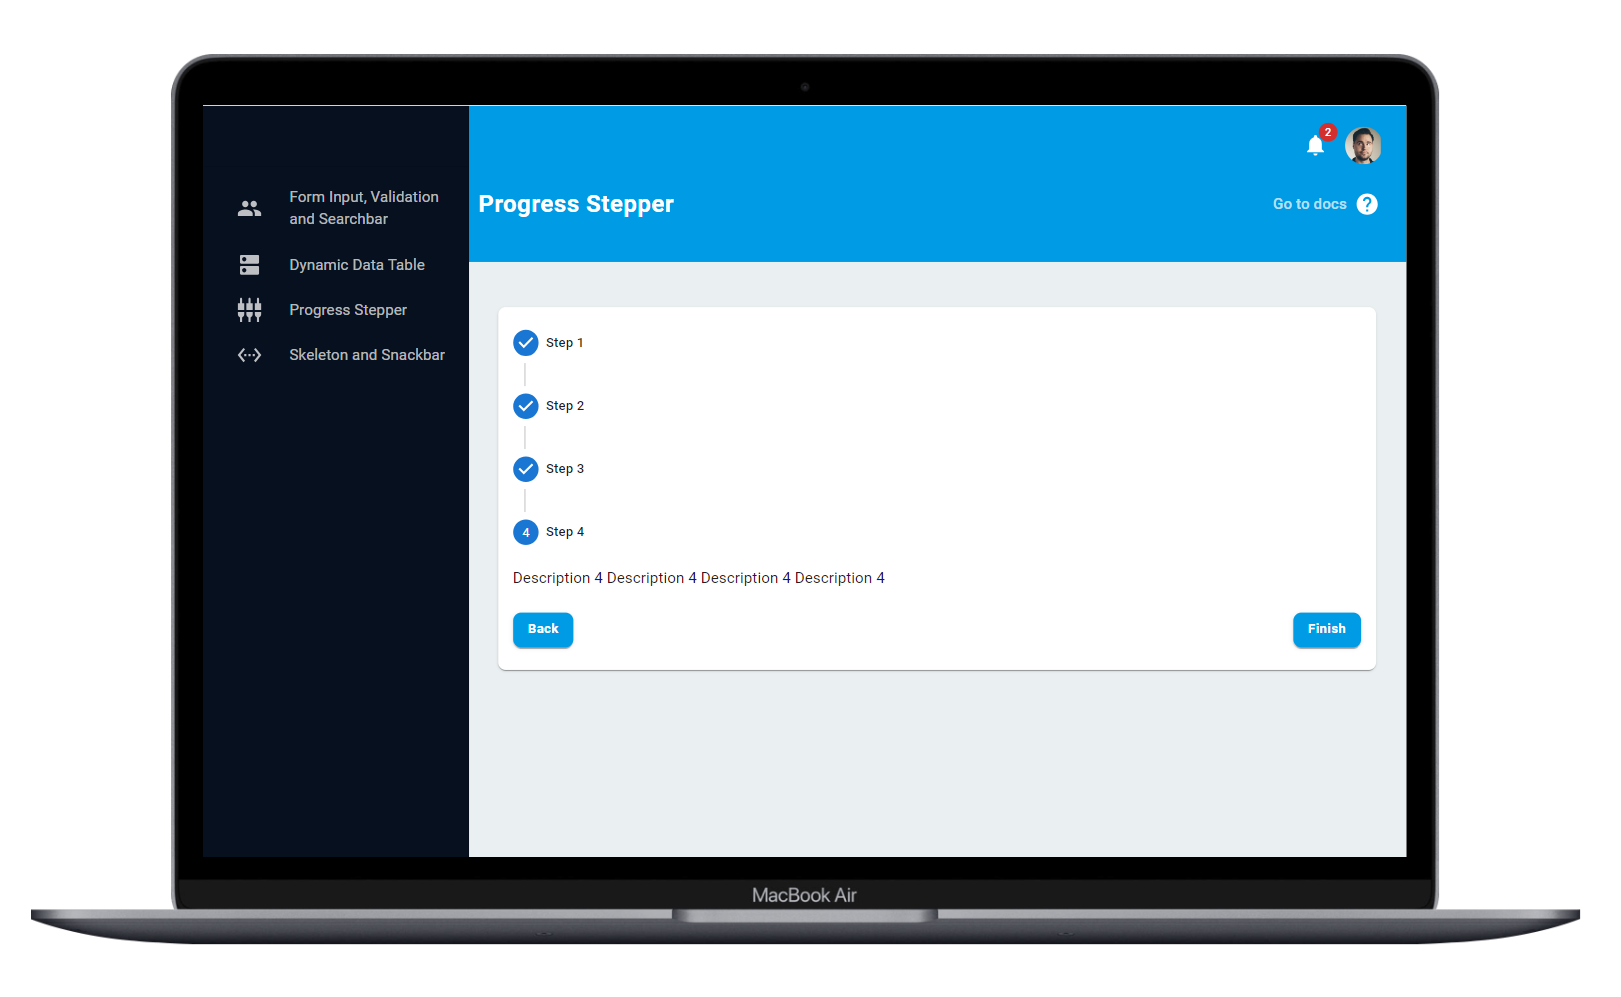 2
Form Input, Validation
and Searchbar
Dynamic Data Table
Progress Stepper
Skeleton and Snackbar
Progress Stepper
Go to docs ?
Step 1
Step 2
Step 3
4 Step 4
Description 4 Description 4 Description 4 Description 4
Back
Finish
MacBook Air